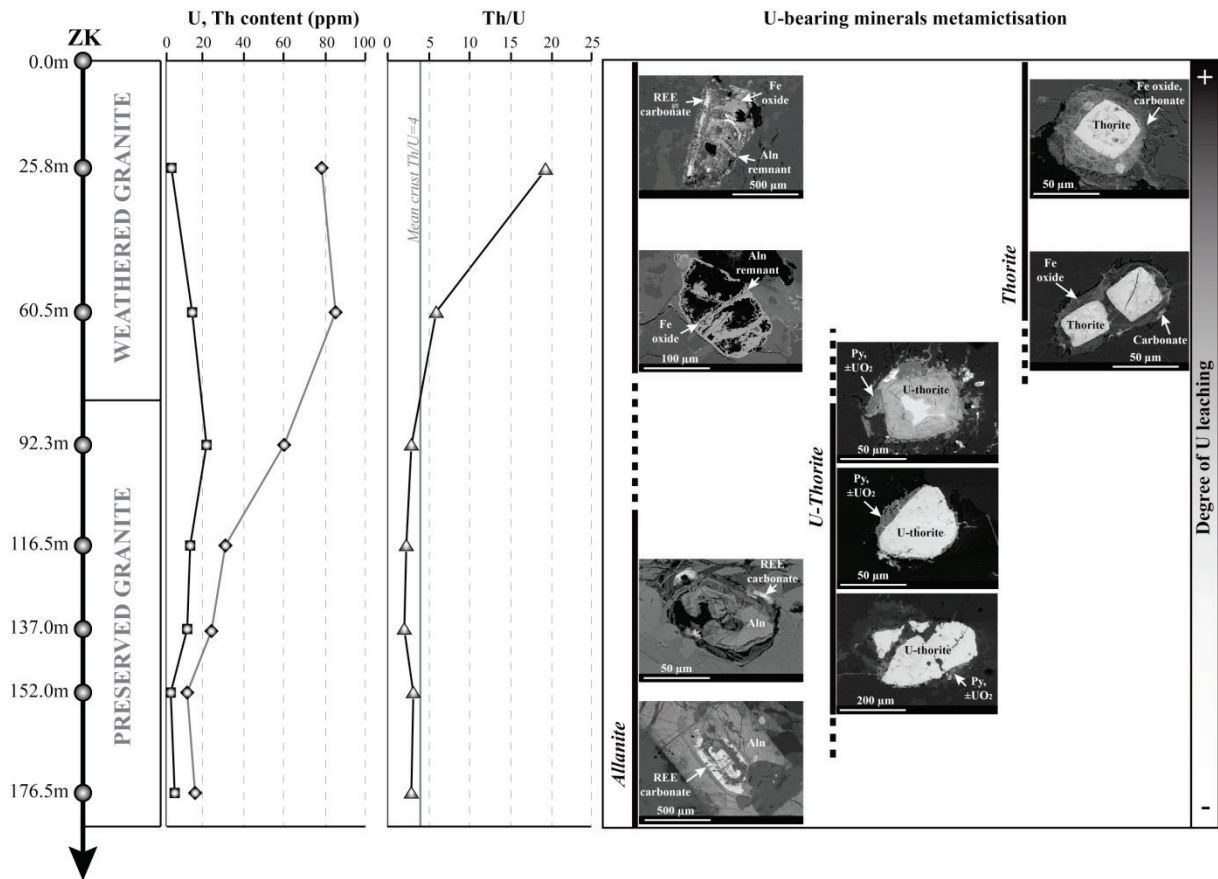 U, Th content (ppm)
Th/U
U-bearing minerals metamictisation
ZK
0 20 40 60 80 100
0 5 10 15 20 25
0.0m
25.8m
60.5m
92.3m
116.5m
137.0m
152.0m
176.5m
WEATHERED GRANITE
PRESERVED GRANITE
Mean crust Th/U=4
Allanite
REE
carbonate
Fe
oxide
Aln
remnant
500 µm
Aln
remnant
Fe
oxide
100 µm
REE
carbonate
Aln
50 µm
Aln
REE
carbonate
500 µm
U-Thorite
Py,
±UO₂
U-thorite
50 µm
Py,
±UO₂
U-thorite
50 µm
U-thorite
Py,
±UO₂
200 µm
Thorite
Fe oxide,
carbonate
Thorite
50 µm
Fe
oxide
Thorite
Carbonate
50 µm
+
Degree of U leaching
-